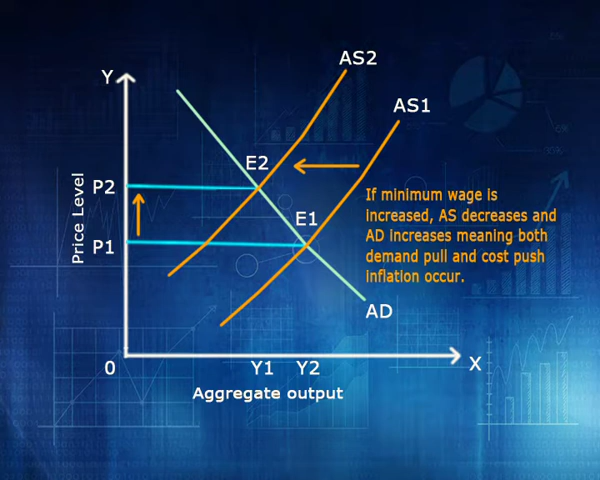 AS2
Y
AS1
E2
P2
If minimum wage is
increased, AS decreases and
AD increases meaning both
demand pull and cost push
inflation occur.
E1
Price Level
P1
AD
0
Y1 Y2
X
Aggregate output